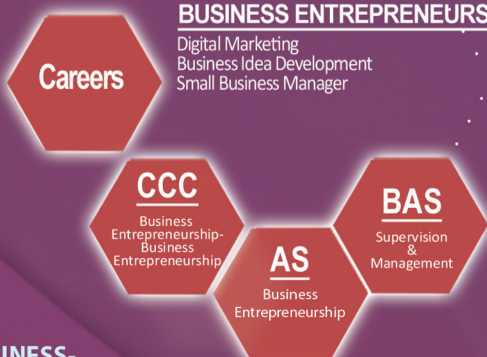 BUSINESS ENTREPRENEURS
Digital Marketing
Business Idea Development
Small Business Manager
Careers
CCC
Business
Entrepreneurship-
Business
Entrepreneurship
BAS
Supervision
&
Management
AS
Business
Entrepreneurship